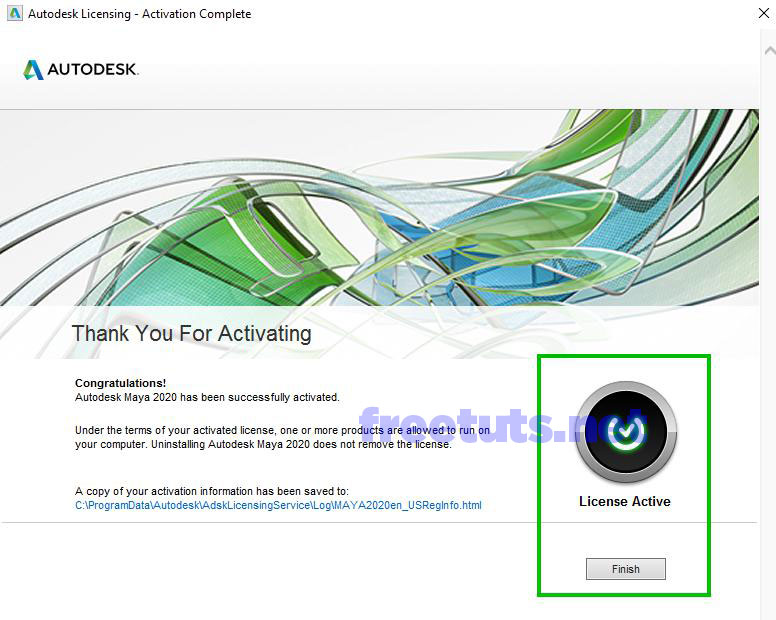 Autodesk Licensing - Activation Complete
AUTODESK.
Thank You For Activating
Congratulations!
Autodesk Maya 2020 has been successfully activated.
freetuts.net
Under the terms of your activated license, one or more products are allowed to run on
your computer. Uninstalling Autodesk Maya 2020 does not remove the license.
A copy of your activation information has been saved to:
C:\ProgramData\Autodesk\AdskLicensingService\Log\MAYA2020en_USRegInfo.html
License Active
Finish